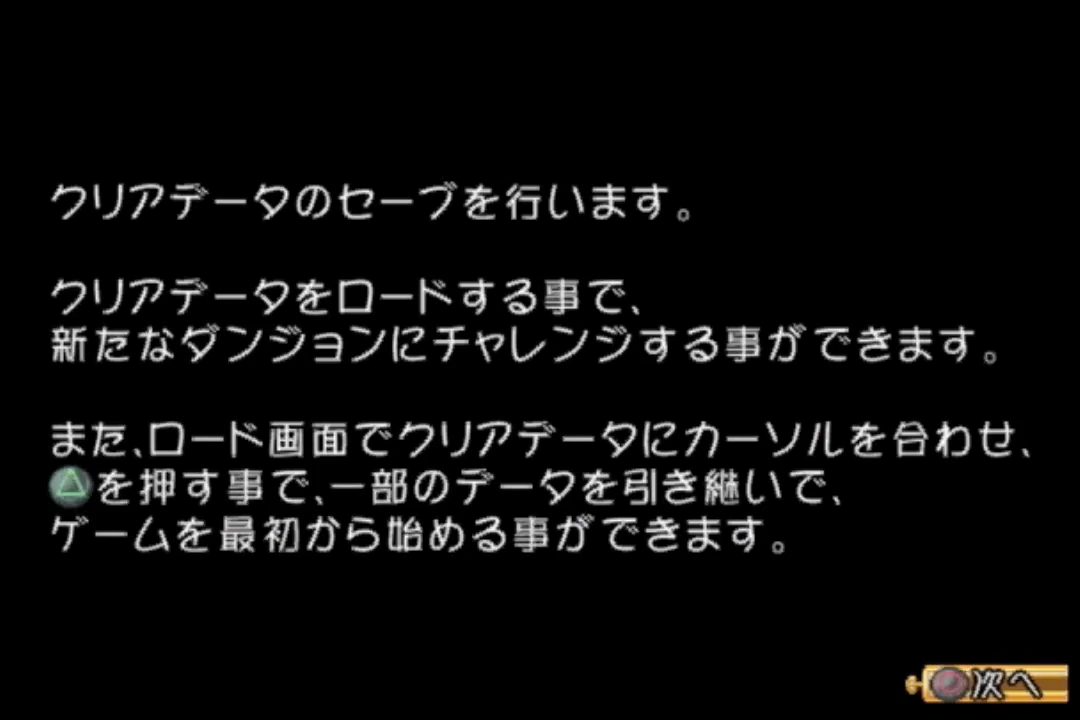 クリアデータのセーブを行います。
クリアデータをロードする事で、
新たなダンジョンにチャレンジする事ができます。
また、ロード画面でクリアデータにカーソルを合わせ、
△を押す事で、一部のデータを引き継いで、
ゲームを最初から始める事ができます。
次へ